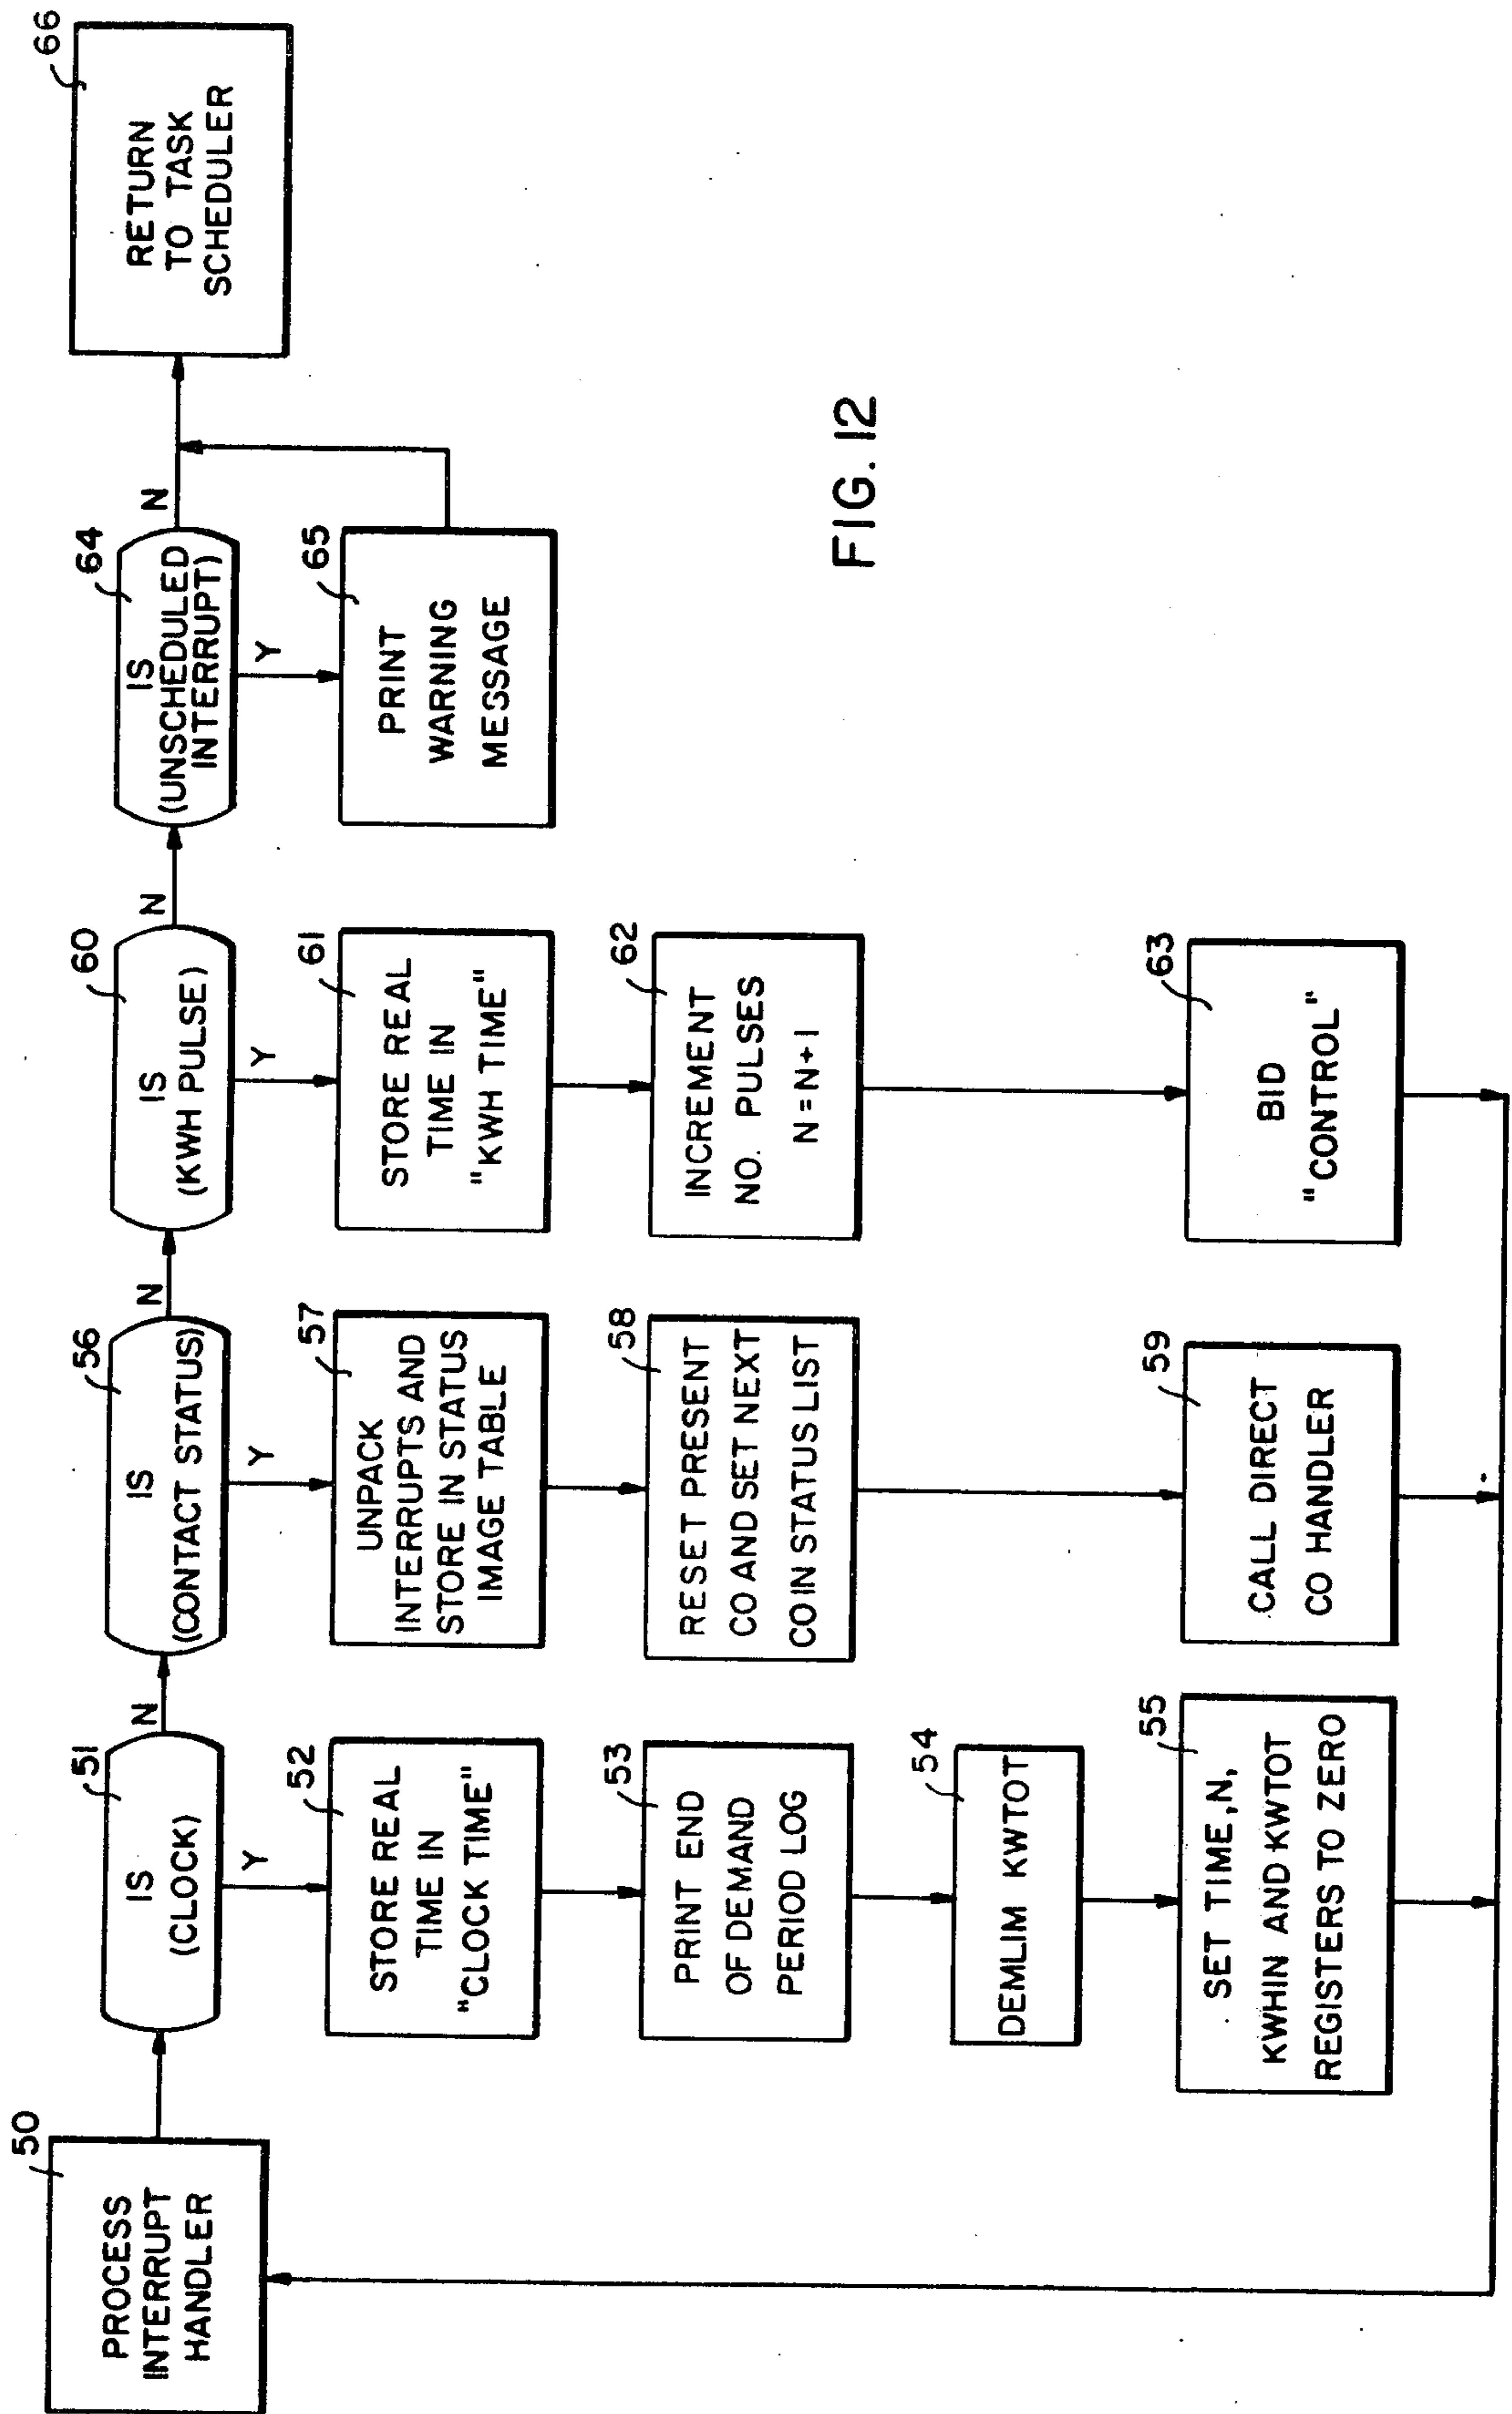 50
PROCESS
INTERRUPT
HANDLER
51
IS
(CLOCK)
N
Y
52
STORE REAL
TIME IN
"CLOCK TIME"
53
PRINT END
OF DEMAND
PERIOD LOG
54
DEMLIM KWTOT
55
SET TIME, N,
KWHIN AND KWTOT
REGISTERS TO ZERO
56
IS
(CONTACT STATUS)
N
Y
57
UNPACK
INTERRUPTS AND
STORE IN STATUS
IMAGE TABLE
58
RESET PRESENT
CO AND SET NEXT
CO IN STATUS LIST
59
CALL DIRECT
CO HANDLER
60
IS
(KWH PULSE)
N
Y
61
STORE REAL
TIME IN
"KWH TIME"
62
INCREMENT
NO. PULSES
N = N + 1
63
BID
"CONTROL"
64
IS
(UNSCHEDULED
INTERRUPT)
N
Y
65
PRINT
WARNING
MESSAGE
66
RETURN
TO TASK
SCHEDULER
FIG. 12